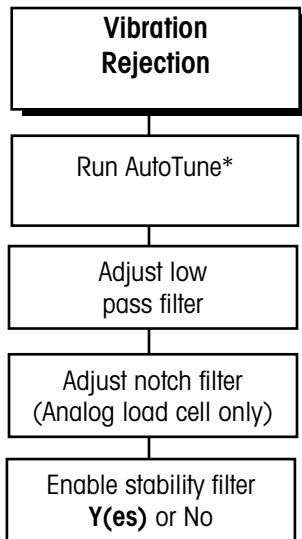 Vibration
Rejection
Run AutoTune*
Adjust low
pass filter
Adjust notch filter
(Analog load cell only)
Enable stability filter
Y(es) or No